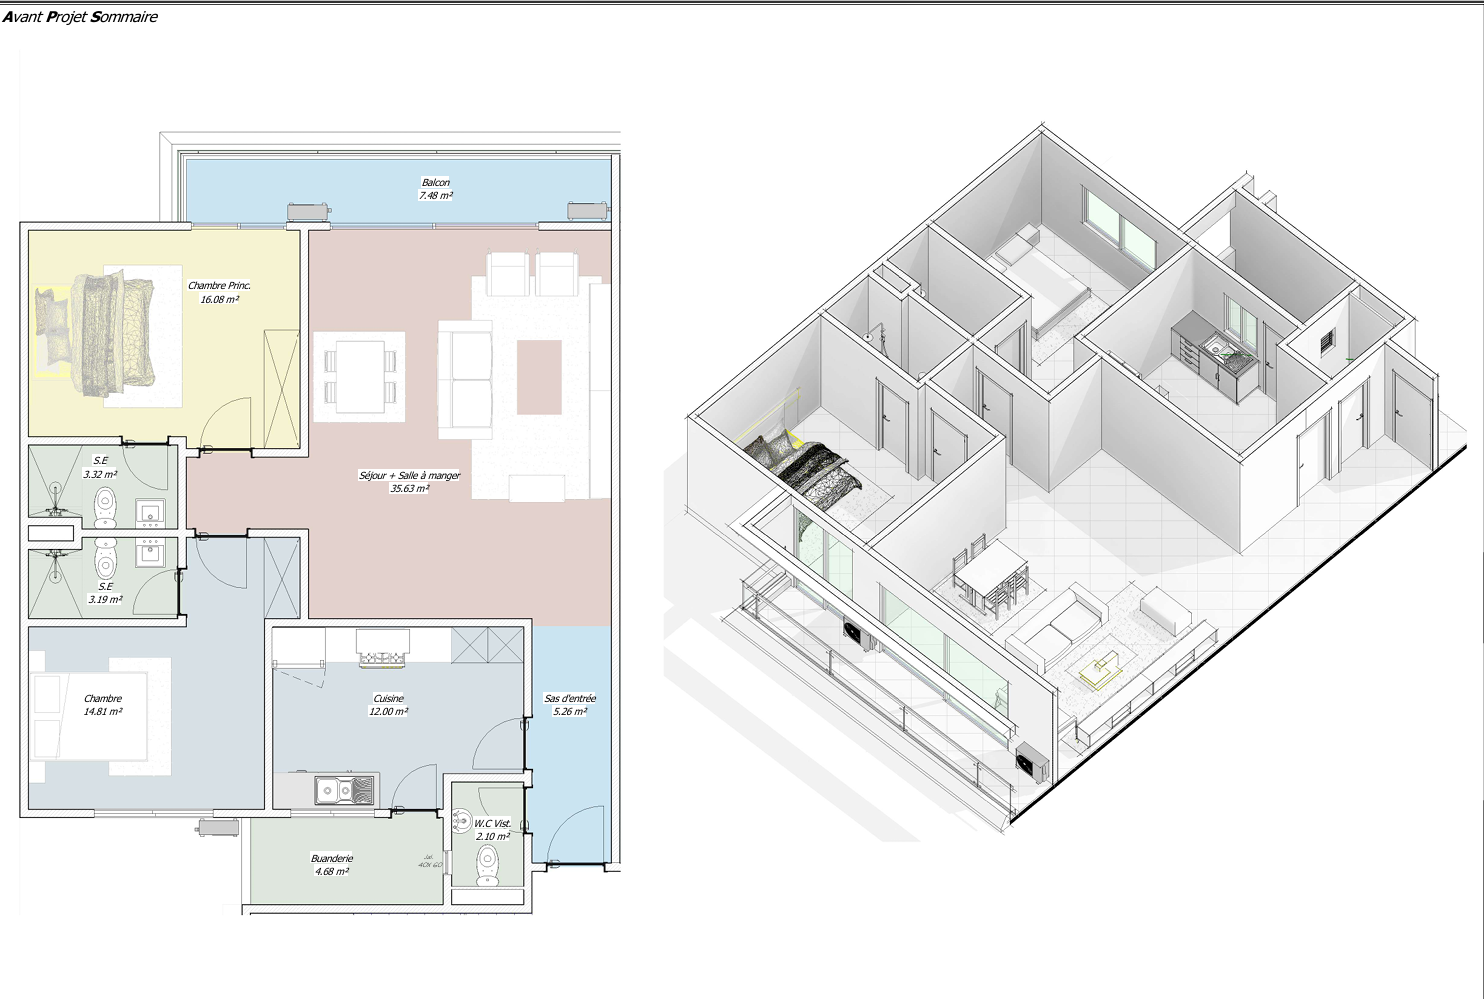 Avant Projet Sommaire
Balcon
7.48 m²
Chambre Princ.
16.08 m²
S.E
3.32 m²
Séjour + Salle à manger
35.63 m²
S.E
3.19 m²
Chambre
14.81 m²
Cuisine
12.00 m²
Sas d'entrée
5.26 m²
W.C Vist.
2.10 m²
Buanderie
4.68 m²
Jal.
40X 60